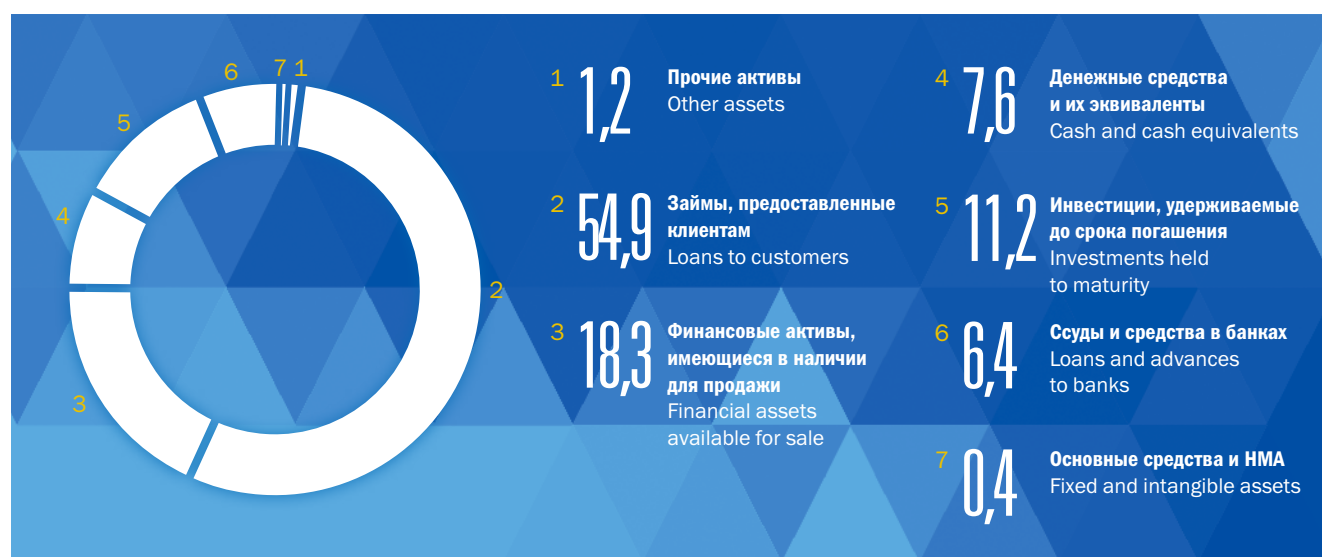 6
7 1
5
4
2
3
1
1,2
Прочие активы
Other assets
2
54,9
Займы, предоставленные
клиентам
Loans to customers
3
18,3
Финансовые активы,
имеющиеся в наличии
для продажи
Financial assets
available for sale
4
7,6
Денежные средства
и их эквиваленты
Cash and cash equivalents
5
11,2
Инвестиции, удерживаемые
до срока погашения
Investments held
to maturity
6
6,4
Ссуды и средства в банках
Loans and advances
to banks
7
0,4
Основные средства и НМА
Fixed and intangible assets